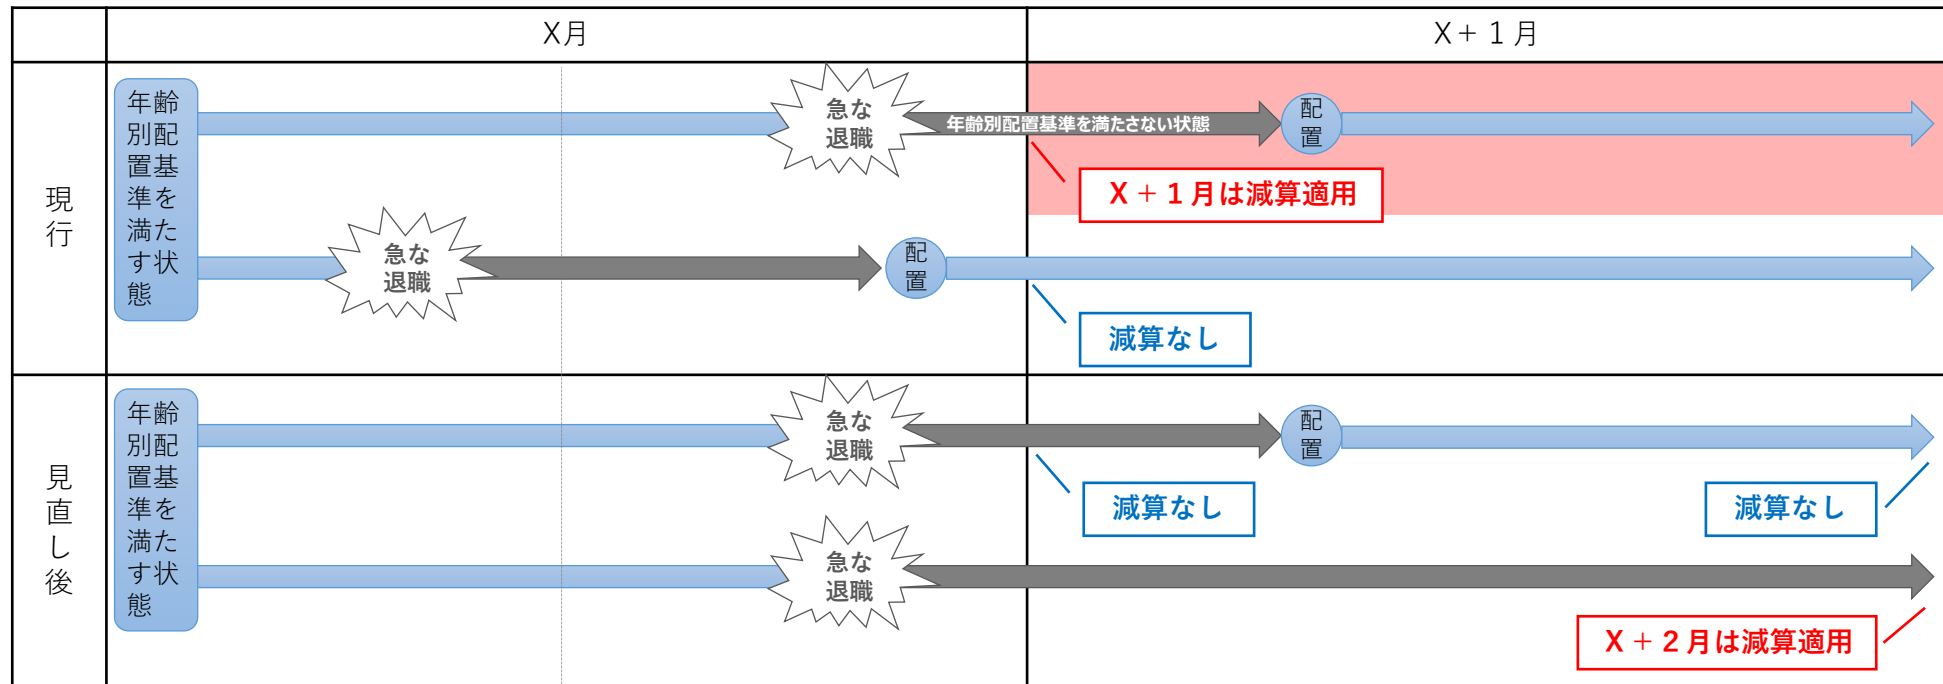 X月
X+1月
現行
年齢
別配
置基
準を
満た
す状
態
急な
退職
年齢別配置基準を満たさない状態
配置
X+1月は減算適用
急な
退職
配置
減算なし
見直し後
年齢
別配
置基
準を
満た
す状
態
急な
退職
配置
減算なし
減算なし
急な
退職
X+2月は減算適用